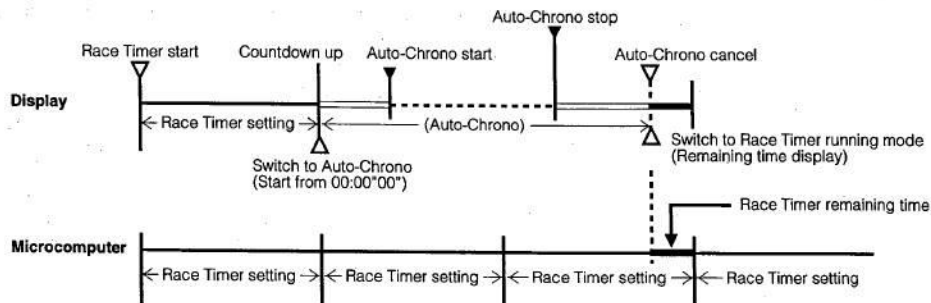 Auto-Chrono stop
Race Timer start
Countdown up
Auto-Chrono start
Auto-Chrono cancel
Display
Race Timer setting
(Auto-Chrono)
Switch to Auto-Chrono
(Start from 00:00"00")
Switch to Race Timer running mode
(Remaining time display)
Race Timer remaining time
Microcomputer
Race Timer setting
Race Timer setting
Race Timer setting
Race Timer setting